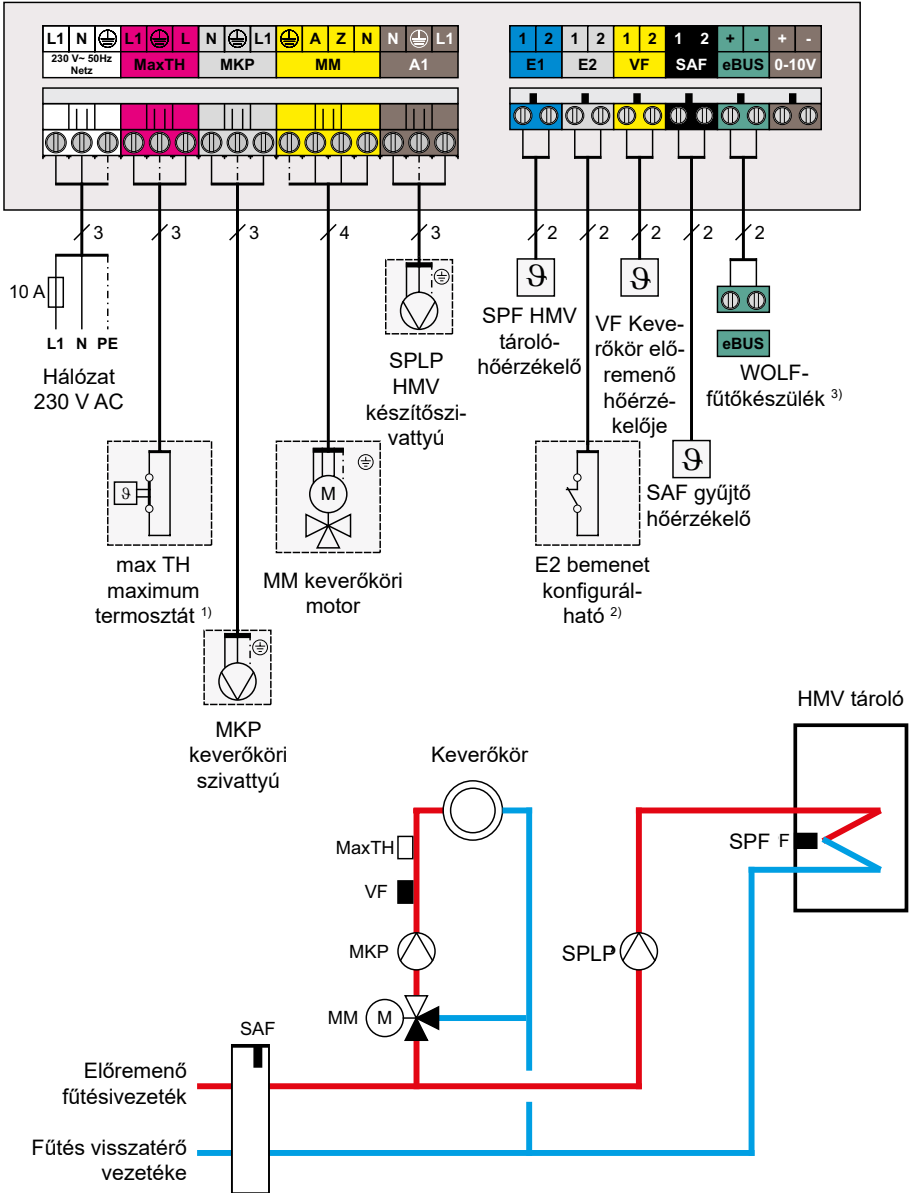 L1 N L1 L N L1 A Z N N L1
230 V~ 50Hz
Netz
MaxTH MKP MM A1
1 2 1 2 1 2 1 2 + - + -
E1 E2 VF SAF eBUS 0-10V
3 3 3 4 3 2 2 2 2 2
10 A
L1 N PE
Hálózat
230 V AC
ϑ
max TH
maximum
termosztát 1)
MKP
keverőköri
szivattyú
M
MM keverőköri
motor
SPLP
HMV
készítőszi-
vattyú
ϑ
SPF HMV
tároló-
hőérzékelő
E2 bemenet
konfigurál-
ható 2)
ϑ
VF Keve-
rőkör elő-
remenő
hőérzé-
kelője
ϑ
SAF gyűjtő
hőérzékelő
eBUS
WOLF-
fűtőkészülék 3)
HMV tároló
Keverőkör
MaxTH
VF
MKP
MM M
SPLP
SPF F
SAF
Előremenő
fűtésivezeték
Fűtés visszatérő
vezetéke